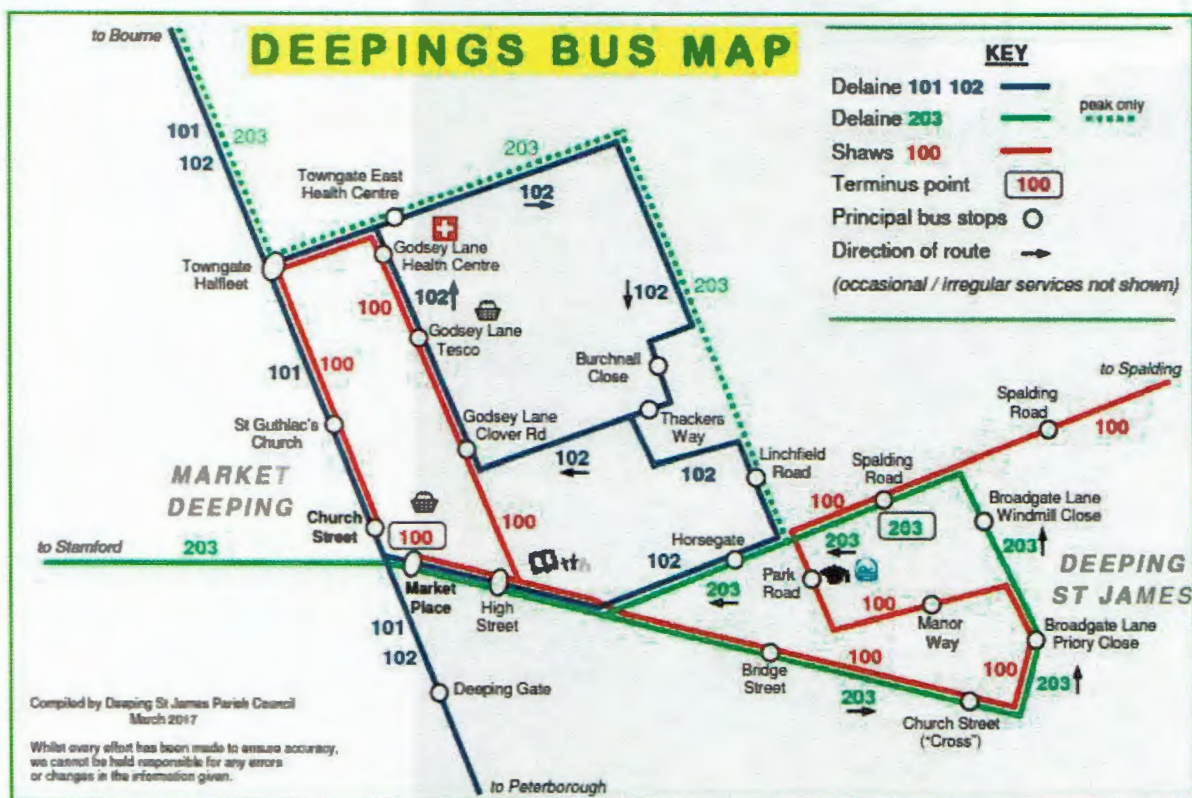 to Bourne
DEEPINGS BUS MAP
KEY
Delaine 101 102
peak only
Delaine 203
Shaws 100
Terminus point 100
Principal bus stops
Direction of route
(occasional / irregular services not shown)
101
102
203
203
Towngate East
Health Centre
102
Towngate
Halfleet
Godsey Lane
Health Centre
100
102
Godsey Lane
Tesco
102
203
101
100
Burchnall
Close
to Spalding
Spalding
Road
100
St Guthlac's
Church
Godsey Lane
Clover Rd
Thackers
Way
102
102
Linchfield
Road
Spalding
Road
MARKET
DEEPING
Church
Street
100
100
100
203
203
Broadgate Lane
Windmill Close
203
to Stamford
203
Horsegate
102
203
Park
Road
DEEPING
ST JAMES
Market
Place
High
Street
100
Manor
Way
Broadgate Lane
Priory Close
101
102
Bridge
Street
100
100
203
203
Deeping Gate
Church Street
("Cross")
Compiled by Deeping St James Parish Council
March 2017
Whilst every effort has been made to ensure accuracy,
we cannot be held responsible for any errors
or changes in the information given.
to Peterborough